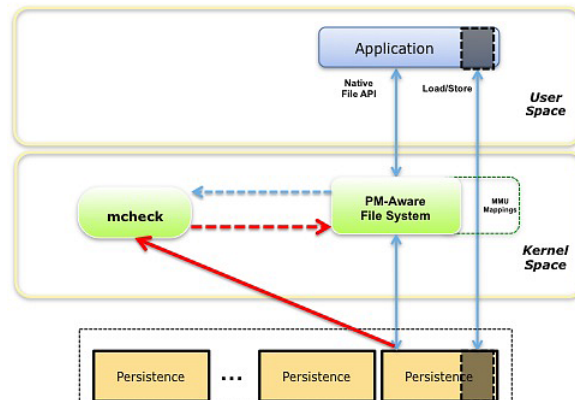 Application
Native
File API
Load/Store
User
Space
mcheck
PM-Aware
File System
MMU
Mappings
Kernel
Space
Persistence ... Persistence Persistence